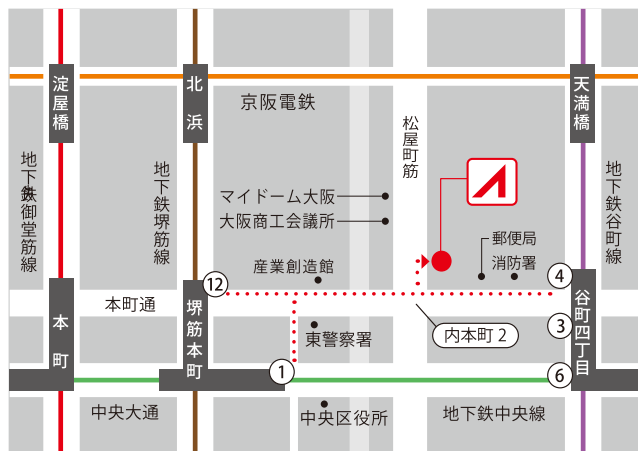 淀屋橋
北浜
天満橋
京阪電鉄
松屋町筋
地下鉄御堂筋線
地下鉄堺筋線
地下鉄谷町線
マイドーム大阪
大阪商工会議所
郵便局
消防署
産業創造館
12
4
本町通
本町
堺筋本町
谷町四丁目
3
内本町 2
東警察署
1
6
中央大通
中央区役所
地下鉄中央線